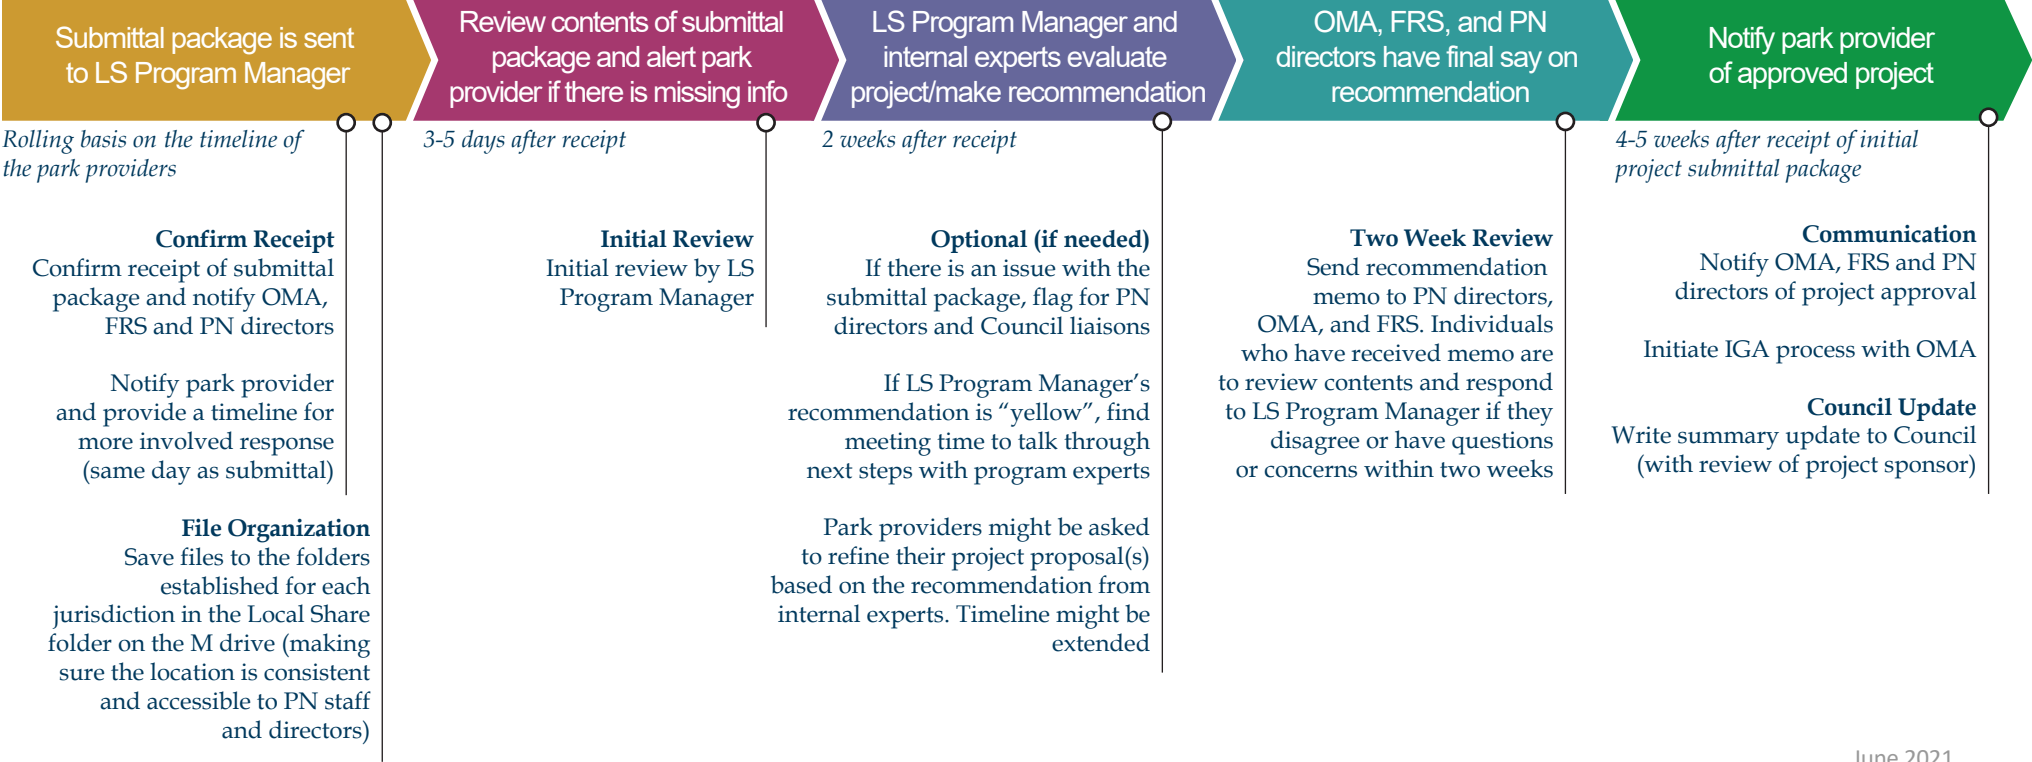 Submittal package is sent
to LS Program Manager
Review contents of submittal
package and alert park
provider if there is missing info
LS Program Manager and
internal experts evaluate
project/make recommendation
OMA, FRS, and PN
directors have final say on
recommendation
Notify park provider
of approved project
Rolling basis on the timeline of
the park providers
Confirm Receipt
Confirm receipt of submittal
package and notify OMA,
FRS and PN directors
Notify park provider
and provide a timeline for
more involved response
(same day as submittal)
File Organization
Save files to the folders
established for each
jurisdiction in the Local Share
folder on the M drive (making
sure the location is consistent
and accessible to PN staff
and directors)
3-5 days after receipt
Initial Review
Initial review by LS
Program Manager
2 weeks after receipt
Optional (if needed)
If there is an issue with the
submittal package, flag for PN
directors and Council liaisons
If LS Program Manager’s
recommendation is “yellow”, find
meeting time to talk through
next steps with program experts
Park providers might be asked
to refine their project proposal(s)
based on the recommendation from
internal experts. Timeline might be
extended
Two Week Review
Send recommendation
memo to PN directors,
OMA, and FRS. Individuals
who have received memo are
to review contents and respond
to LS Program Manager if they
disagree or have questions
or concerns within two weeks
4-5 weeks after receipt of initial
project submittal package
Communication
Notify OMA, FRS and PN
directors of project approval
Initiate IGA process with OMA
Council Update
Write summary update to Council
(with review of project sponsor)
June 2021